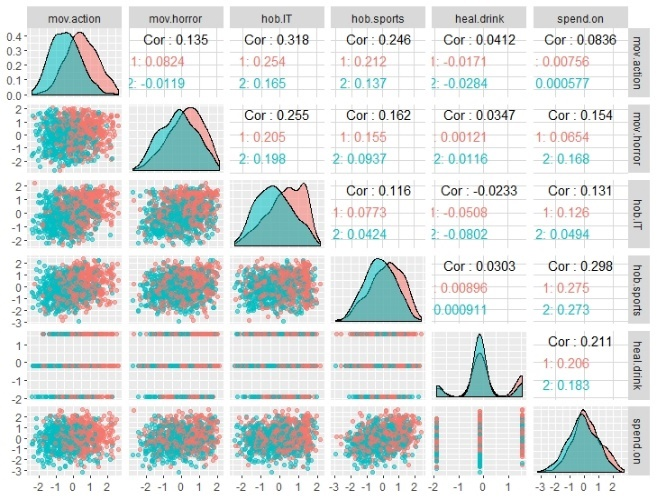 mov.action mov.horror hob.IT hob.sports heal.drink spend.on
0.4 Cor : 0.135 Cor : 0.318 Cor : 0.246 Cor : 0.0412 Cor : 0.0836 mov.action
0.3 1: 0.0824 1: 0.254 1: 0.212 1: -0.0171 : 0.00756
0.2
0.1 2: -0.0119 2: 0.165 2: 0.137 2: -0.0284 0.000577
0.0
2 Cor : 0.255 Cor : 0.162 Cor : 0.0347 Cor : 0.154 mov.horror
1 1: 0.205 1: 0.155 0.00121 1: 0.0654
0
-1 2: 0.198 2: 0.0937 2: 0.0116 2: 0.168
-2
2 Cor : 0.116 Cor : -0.0233 Cor : 0.131 hob.IT
1 1: 0.0773 1: -0.0508 1: 0.126
0
-1 2: 0.0424 2: -0.0802 2: 0.0494
-2
2 Cor : 0.0303 Cor : 0.298 hob.sports
1 0.00896 1: 0.275
0
-1 0.000911 2: 0.273
-2
-3
Cor : 0.211 heal.drink
1 1: 0.206
0
-1 2: 0.183
-2
2 spend.on
1
0
-1
-2
-3
-2 -1 0 1 2 -2 -1 0 1 2 -2 -1 0 1 2 -3 -2 -1 0 1 2 -2 -1 0 1 -3 -2 -1 0 1 2